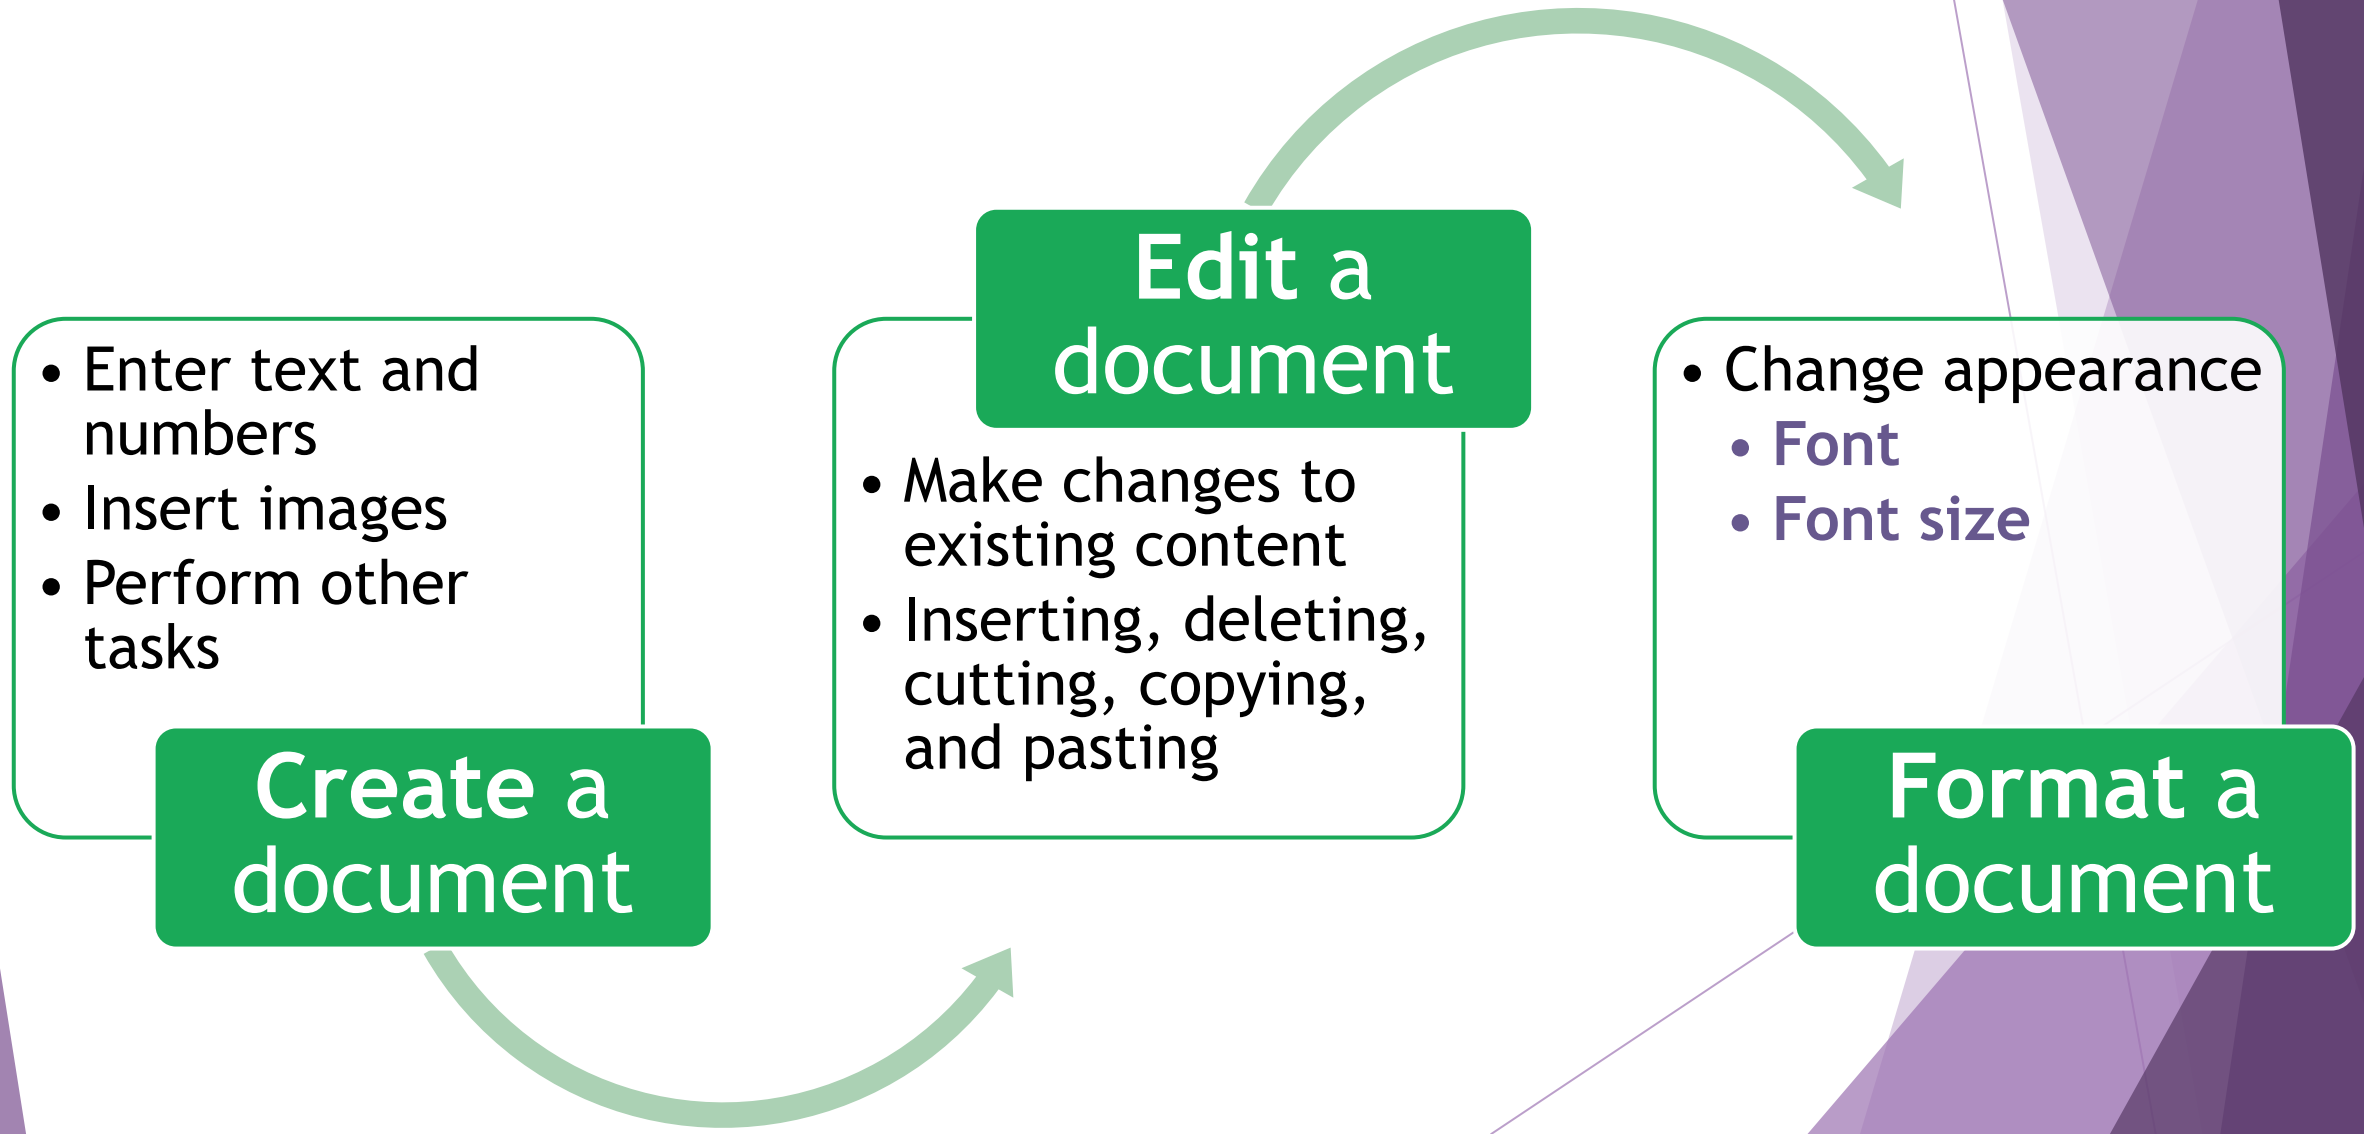 • Enter text and
numbers
• Insert images
• Perform other
tasks
Create a
document
Edit a
document
• Make changes to
existing content
• Inserting, deleting,
cutting, copying,
and pasting
• Change appearance
• Font
• Font size
Format a
document